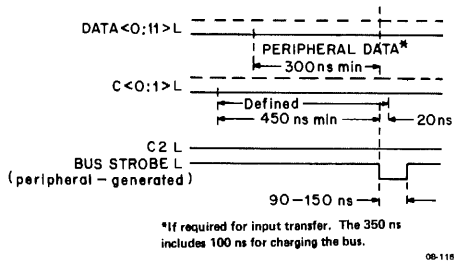 DATA<0:11>L
PERIPHERAL DATA*
300ns min
C<0:1>L
Defined
450 ns min
20ns
C2 L
BUS STROBE L
(peripheral-generated)
90-150 ns
*If required for input transfer. The 350 ns
includes 100 ns for charging the bus.
08-116